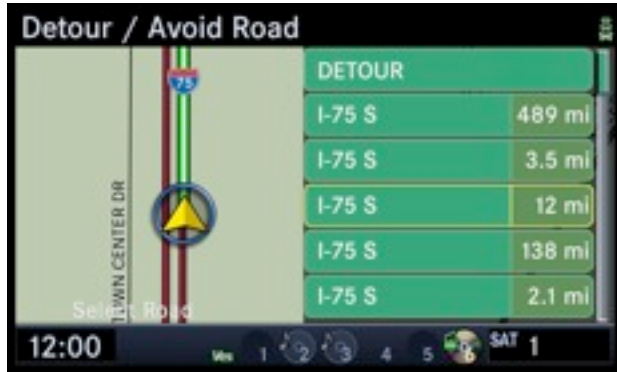 Detour / Avoid Road
75
DETOUR
I-75 S 489 mi
I-75 S 3.5 mi
I-75 S 12 mi
I-75 S 138 mi
I-75 S 2.1 mi
TOWN CENTER DR
Select Road
12:00 Ves 1 2 3 4 5 6 SAT 1